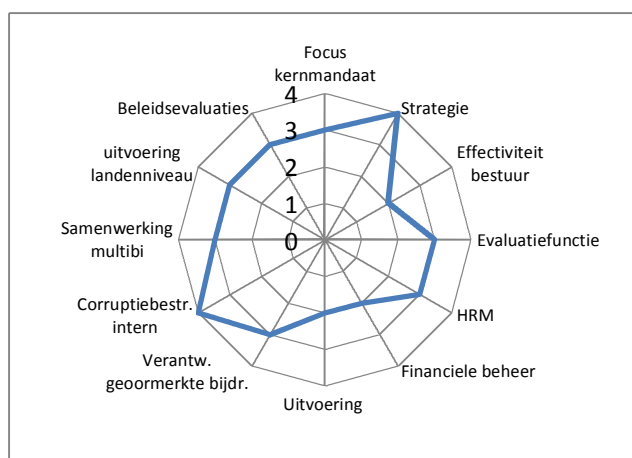 Focus
kernmandaat
Strategie
Effectiviteit
bestuur
Evaluatiefunctie
HRM
Financiele beheer
Uitvoering
Verantw.
geoormerkte bijdr.
Corruptiebestr.
intern
Samenwerking
multibi
uitvoering
landenniveau
Beleidsevaluaties
4
3
2
1
0